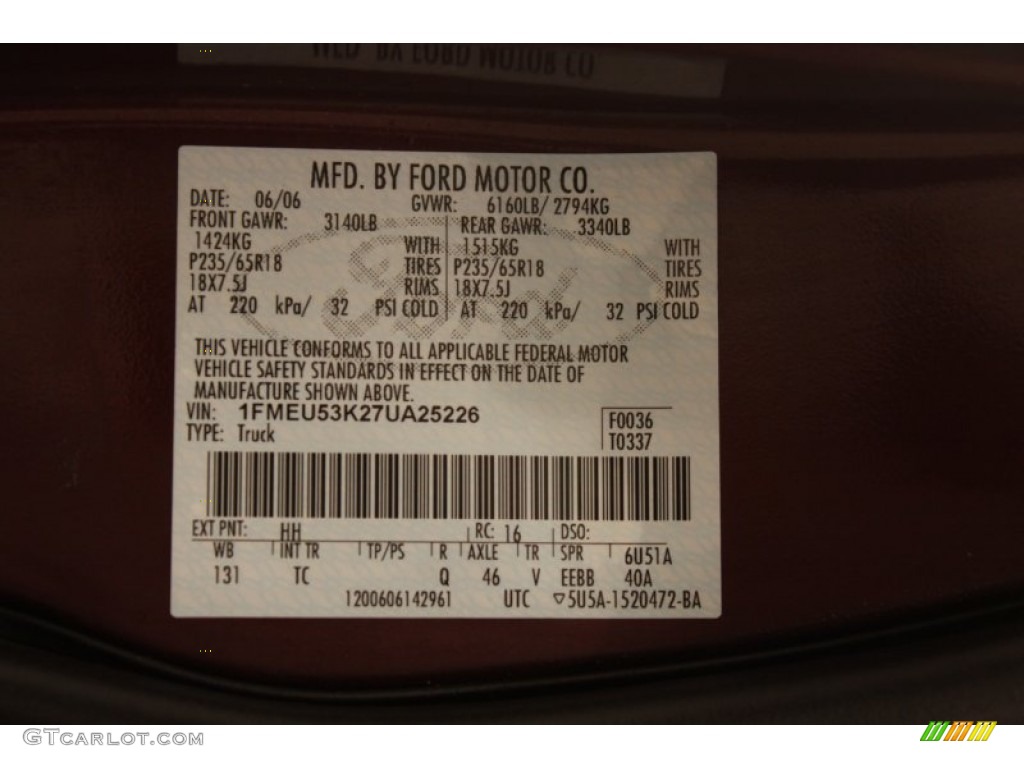 MFD. BY FORD MOTOR CO.
DATE: 06/06 GVWR: 6160LB/ 2794KG
FRONT GAWR: 3140LB REAR GAWR: 3340LB
1424KG WITH 1515KG WITH
P235/65R18 TIRES P235/65R18 TIRES
18X7.5J RIMS 18X7.5J RIMS
AT 220 kPa/ 32 PSI COLD AT 220 kPa/ 32 PSI COLD
Ford
THIS VEHICLE CONFORMS TO ALL APPLICABLE FEDERAL MOTOR
VEHICLE SAFETY STANDARDS IN EFFECT ON THE DATE OF
MANUFACTURE SHOWN ABOVE.
VIN: 1FMEU53K27UA25226
TYPE: Truck
F0036
T0337
EXT PNT: HH RC: 16 DSO:
WB INT TR TP/PS R AXLE TR SPR 6U51A
131 TC Q 46 V EEBB 40A
1200606142961 UTC ▽5U5A-1520472-BA
GTCARLOT.COM